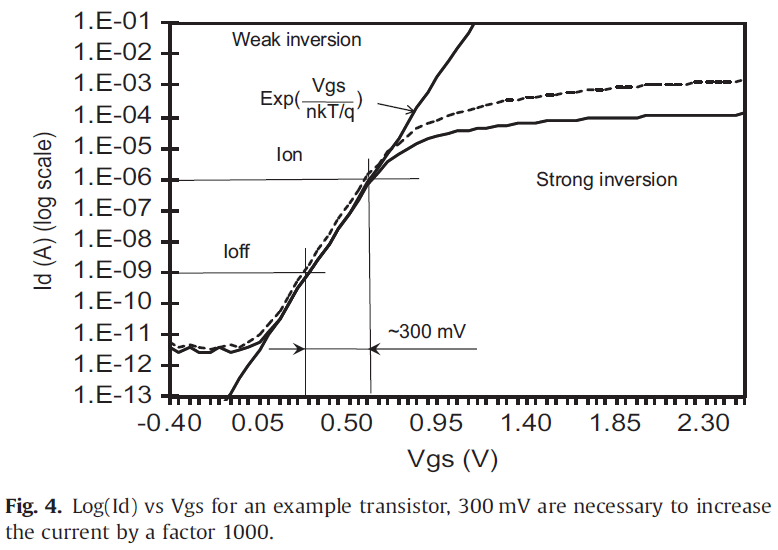 1.E-01
1.E-02
1.E-03
1.E-04
1.E-05
1.E-06
1.E-07
1.E-08
1.E-09
1.E-10
1.E-11
1.E-12
1.E-13
Id (A) (log scale)
Weak inversion
Exp(Vgs/nkT/q)
Ion
Strong inversion
Ioff
~300 mV
-0.40 0.05 0.50 0.95 1.40 1.85 2.30
Vgs (V)
Fig. 4. Log(Id) vs Vgs for an example transistor, 300 mV are necessary to increase
the current by a factor 1000.